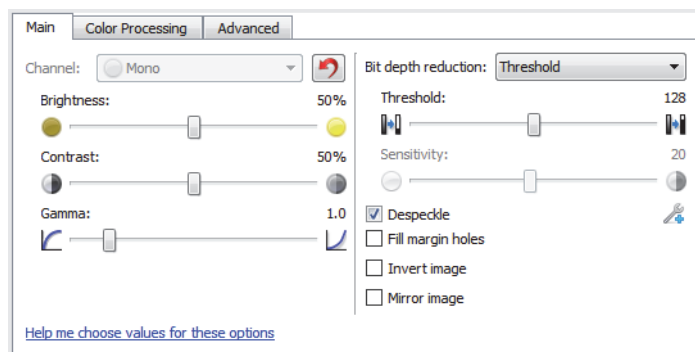 Main
Color Processing
Advanced
Channel:
Mono
Brightness:
50%
Contrast:
50%
Gamma:
1.0
Help me choose values for these options
Bit depth reduction:
Threshold
Threshold:
128
Sensitivity:
20
Despeckle
Fill margin holes
Invert image
Mirror image